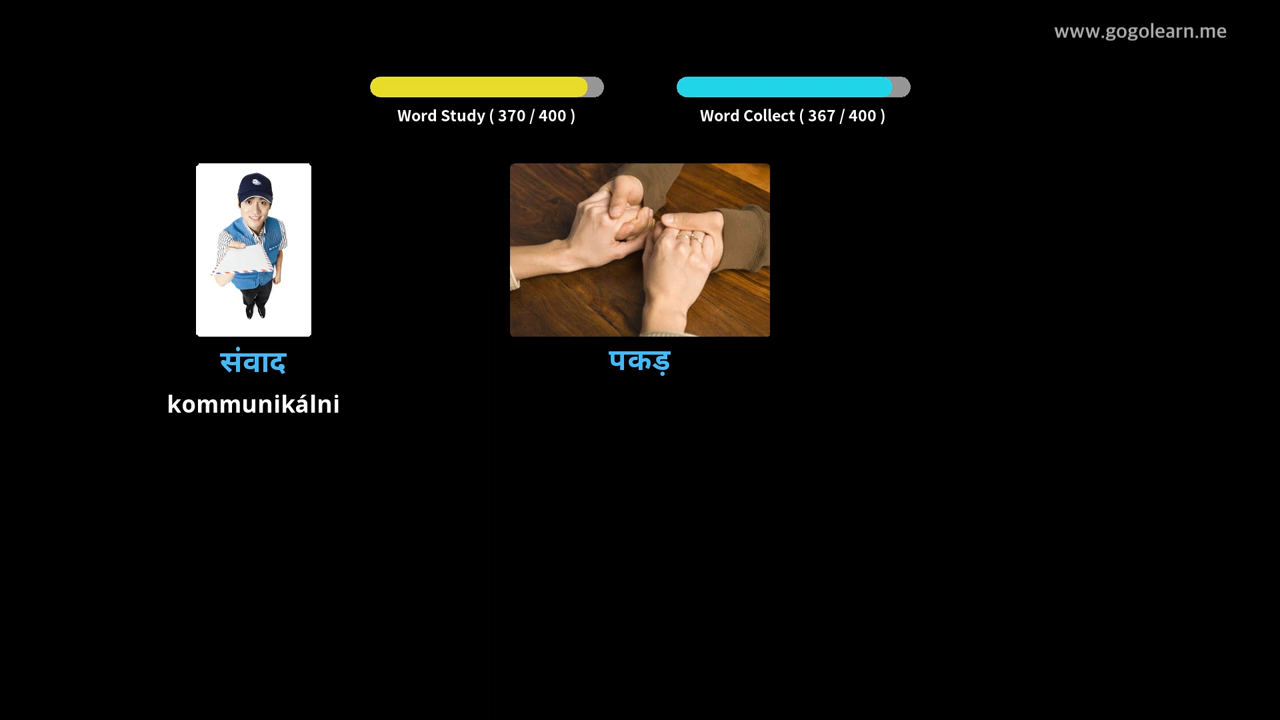 www.gogolearn.me
Word Study ( 370 / 400 )
Word Collect ( 367 / 400 )
संवाद
पकड़
kommunikálni